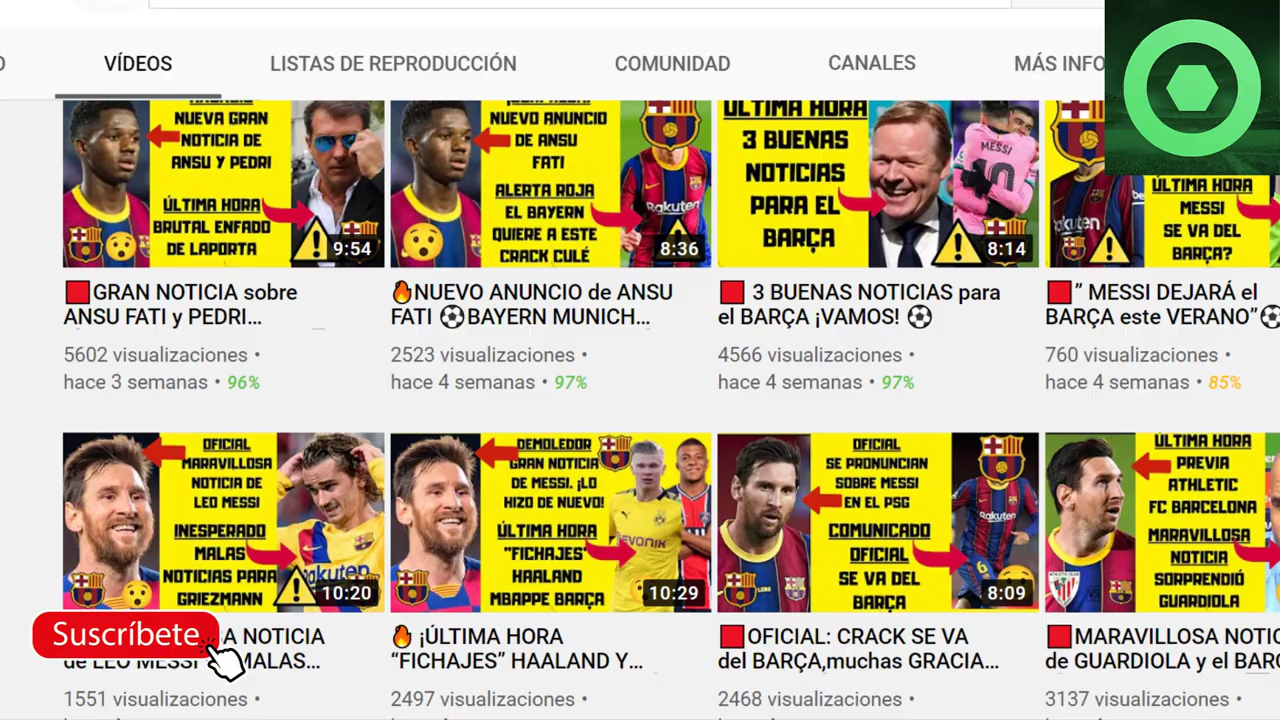 VÍDEOS
LISTAS DE REPRODUCCIÓN
COMUNIDAD
CANALES
MÁS INFO
NUEVA GRAN
NOTICIA DE
ANSU Y PEDRI
ÚLTIMA HORA
BRUTAL ENFADO
DE LAPORTA
9:54
NUEVO ANUNCIO
DE ANSU
FATI
ALERTA ROJA
EL BAYERN
QUIERE A ESTE
CRACK CULÉ
Rakuten
8:36
ÚLTIMA HORA
3 BUENAS
NOTICIAS
PARA EL
BARÇA
MESSI
10
8:14
ÚLTIMA HORA
MESSI
SE VA DEL
BARÇA?
GRAN NOTICIA sobre
ANSU FATI y PEDRI...
NUEVO ANUNCIO de ANSU
FATI ⚽BAYERN MUNICH...
3 BUENAS NOTICIAS para
el BARÇA ¡VAMOS! ⚽
” MESSI DEJARÁ el
BARÇA este VERANO”⚽
5602 visualizaciones •
hace 3 semanas • 96%
2523 visualizaciones •
hace 4 semanas • 97%
4566 visualizaciones •
hace 4 semanas • 97%
760 visualizaciones •
hace 4 semanas • 85%
OFICIAL
MARAVILLOSA
NOTICIA DE
LEO MESSI
INESPERADO
MALAS
NOTICIAS PARA
GRIEZMANN
10:20
DEMOLEDOR
GRAN NOTICIA
DE MESSI. ¡LO
HIZO DE NUEVO!
ÚLTIMA HORA
"FICHAJES"
HAALAND
MBAPPE BARÇA
10:29
OFICIAL
SE PRONUNCIAN
SOBRE MESSI
EN EL PSG
COMUNICADO
OFICIAL
SE VA DEL
BARÇA
Rakuten
8:09
ÚLTIMA HORA
PREVIA
ATHLETIC
FC BARCELONA
MARAVILLOSA
NOTICIA
SORPRENDIÓ
GUARDIOLA
Suscríbete
NOTICIA
de LEO MESSI MALAS...
¡ÚLTIMA HORA
“FICHAJES” HAALAND Y...
OFICIAL: CRACK SE VA
del BARÇA,muchas GRACIA...
MARAVILLOSA NOTIC
de GUARDIOLA y el BAR
1551 visualizaciones •
2497 visualizaciones •
2468 visualizaciones •
3137 visualizaciones •